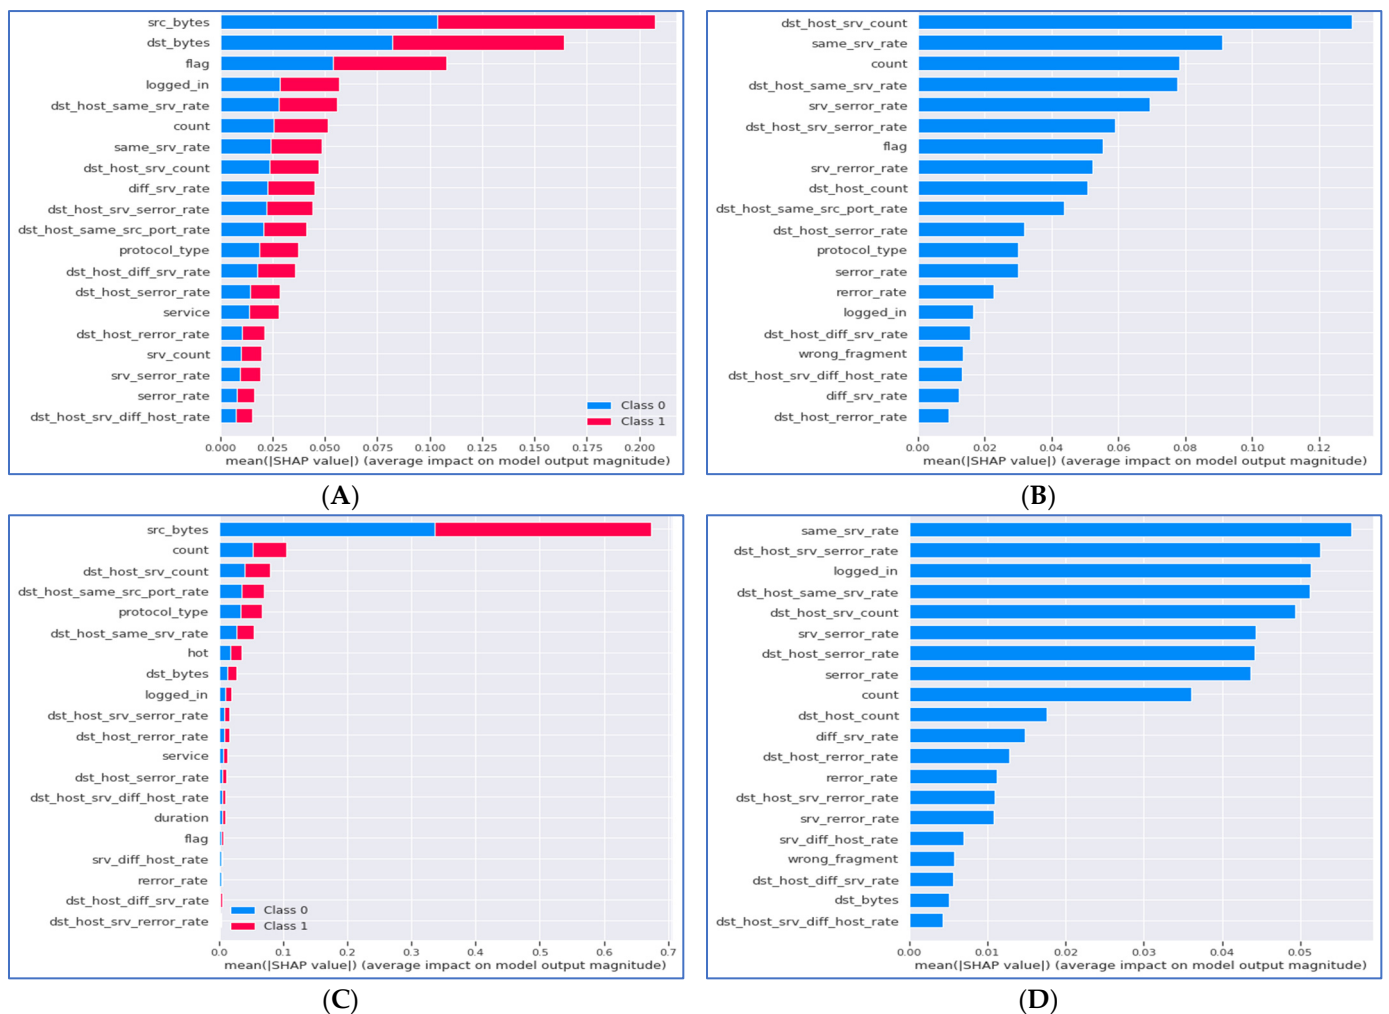 src_bytes
dst_bytes
flag
logged_in
dst_host_same_srv_rate
count
same_srv_rate
dst_host_srv_count
diff_srv_rate
dst_host_srv_serror_rate
dst_host_same_src_port_rate
protocol_type
dst_host_diff_srv_rate
dst_host_serror_rate
service
dst_host_rerror_rate
srv_count
srv_serror_rate
serror_rate
dst_host_srv_diff_host_rate
Class 0
Class 1
0.000 0.025 0.050 0.075 0.100 0.125 0.150 0.175 0.200
mean(|SHAP value|) (average impact on model output magnitude)
(A)
dst_host_srv_count
same_srv_rate
count
dst_host_same_srv_rate
srv_serror_rate
dst_host_srv_serror_rate
flag
srv_rerror_rate
dst_host_count
dst_host_same_src_port_rate
dst_host_serror_rate
protocol_type
serror_rate
rerror_rate
logged_in
dst_host_diff_srv_rate
wrong_fragment
dst_host_srv_diff_host_rate
diff_srv_rate
dst_host_rerror_rate
0.00 0.02 0.04 0.06 0.08 0.10 0.12
mean(|SHAP value|) (average impact on model output magnitude)
(B)
src_bytes
count
dst_host_srv_count
dst_host_same_src_port_rate
protocol_type
dst_host_same_srv_rate
hot
dst_bytes
logged_in
dst_host_srv_serror_rate
dst_host_rerror_rate
service
dst_host_serror_rate
dst_host_srv_diff_host_rate
duration
flag
srv_diff_host_rate
rerror_rate
dst_host_diff_srv_rate
dst_host_srv_rerror_rate
Class 0
Class 1
0.0 0.1 0.2 0.3 0.4 0.5 0.6 0.7
mean(|SHAP value|) (average impact on model output magnitude)
(C)
same_srv_rate
dst_host_srv_serror_rate
logged_in
dst_host_same_srv_rate
dst_host_srv_count
srv_serror_rate
dst_host_serror_rate
serror_rate
count
dst_host_count
diff_srv_rate
dst_host_rerror_rate
rerror_rate
dst_host_srv_rerror_rate
srv_rerror_rate
srv_diff_host_rate
wrong_fragment
dst_host_diff_srv_rate
dst_bytes
dst_host_srv_diff_host_rate
0.00 0.01 0.02 0.03 0.04 0.05
mean(|SHAP value|) (average impact on model output magnitude)
(D)